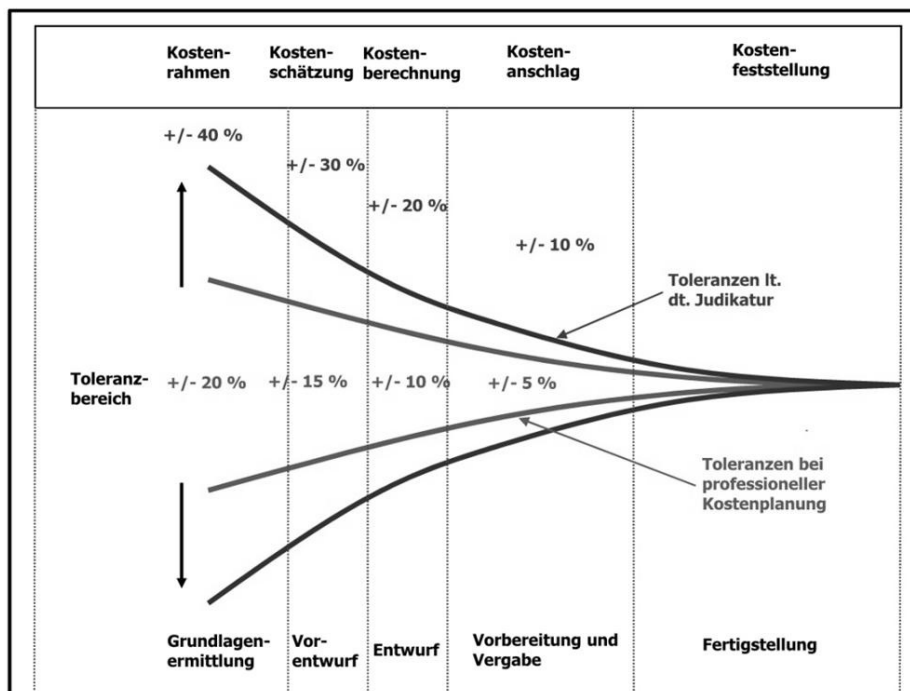 Kosten-
rahmen
Kosten-
schätzung
Kosten-
berechnung
Kosten-
anschlag
Kosten-
feststellung
+/- 40 %
+/- 30 %
+/- 20 %
+/- 10 %
Toleranzen lt.
dt. Judikatur
Toleranz-
bereich
+/- 20 %
+/- 15 %
+/- 10 %
+/- 5 %
Toleranzen bei
professioneller
Kostenplanung
Grundlagen-
ermittlung
Vor-
entwurf
Entwurf
Vorbereitung und
Vergabe
Fertigstellung